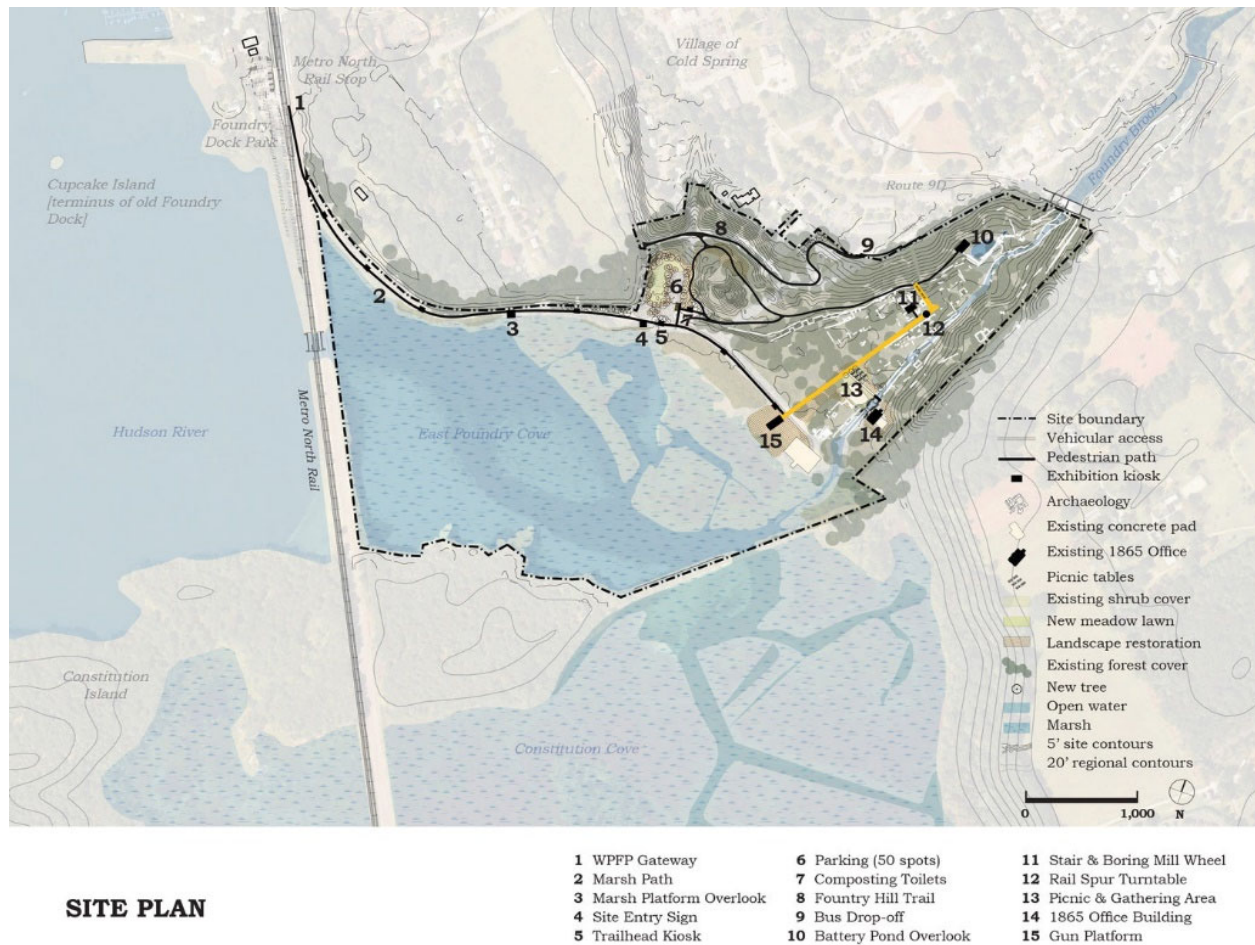 Village of
Cold Spring
Metro North
Rail Stop
1
Foundry
Dock Park
Foundry Brook
Cupcake Island
[terminus of old Foundry
Dock]
Route 9D
8
9
10
6
11
2
7
12
3
4
5
13
Metro North Rail
Hudson River
East Foundry Cove
15
14
Site boundary
Vehicular access
Pedestrian path
Exhibition kiosk
Archaeology
Existing concrete pad
Existing 1865 Office
Picnic tables
Existing shrub cover
New meadow lawn
Landscape restoration
Existing forest cover
New tree
Open water
Marsh
5' site contours
20' regional contours
Constitution
Island
Constitution Cove
0 1,000 N
SITE PLAN
1 WPFP Gateway
2 Marsh Path
3 Marsh Platform Overlook
4 Site Entry Sign
5 Trailhead Kiosk
6 Parking (50 spots)
7 Composting Toilets
8 Fountry Hill Trail
9 Bus Drop-off
10 Battery Pond Overlook
11 Stair & Boring Mill Wheel
12 Rail Spur Turntable
13 Picnic & Gathering Area
14 1865 Office Building
15 Gun Platform